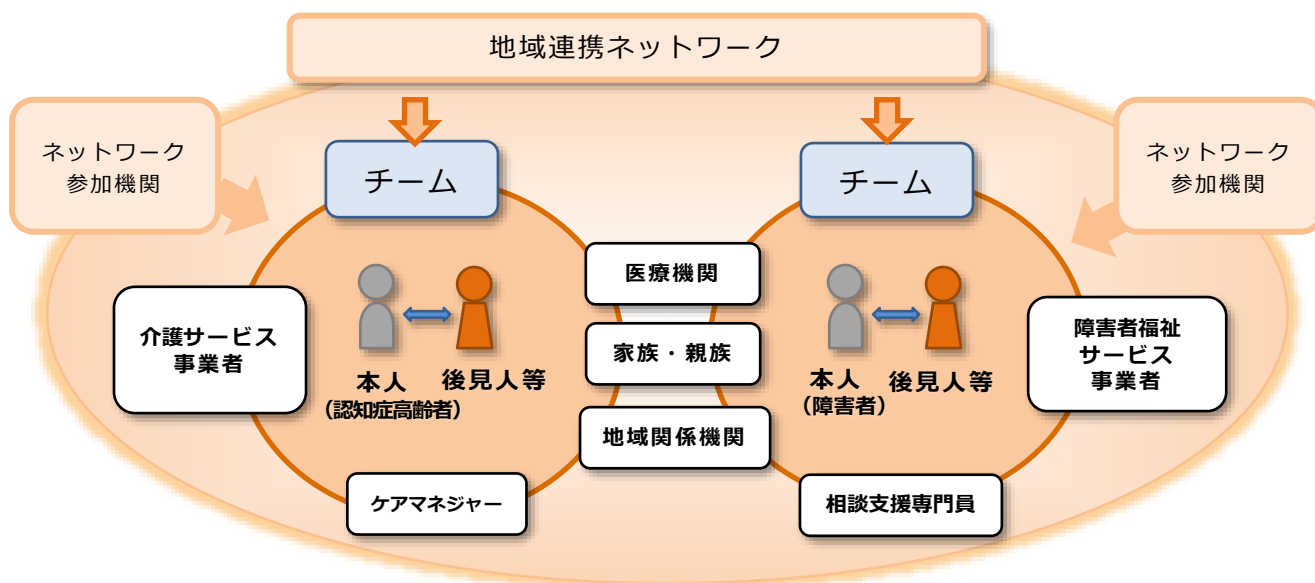 地域連携ネットワーク
ネットワーク
参加機関
チーム
介護サービス
事業者
本人
(認知症高齢者)
後見人等
ケアマネジャー
医療機関
家族・親族
地域関係機関
チーム
本人
(障害者)
後見人等
相談支援専門員
障害者福祉
サービス
事業者
ネットワーク
参加機関